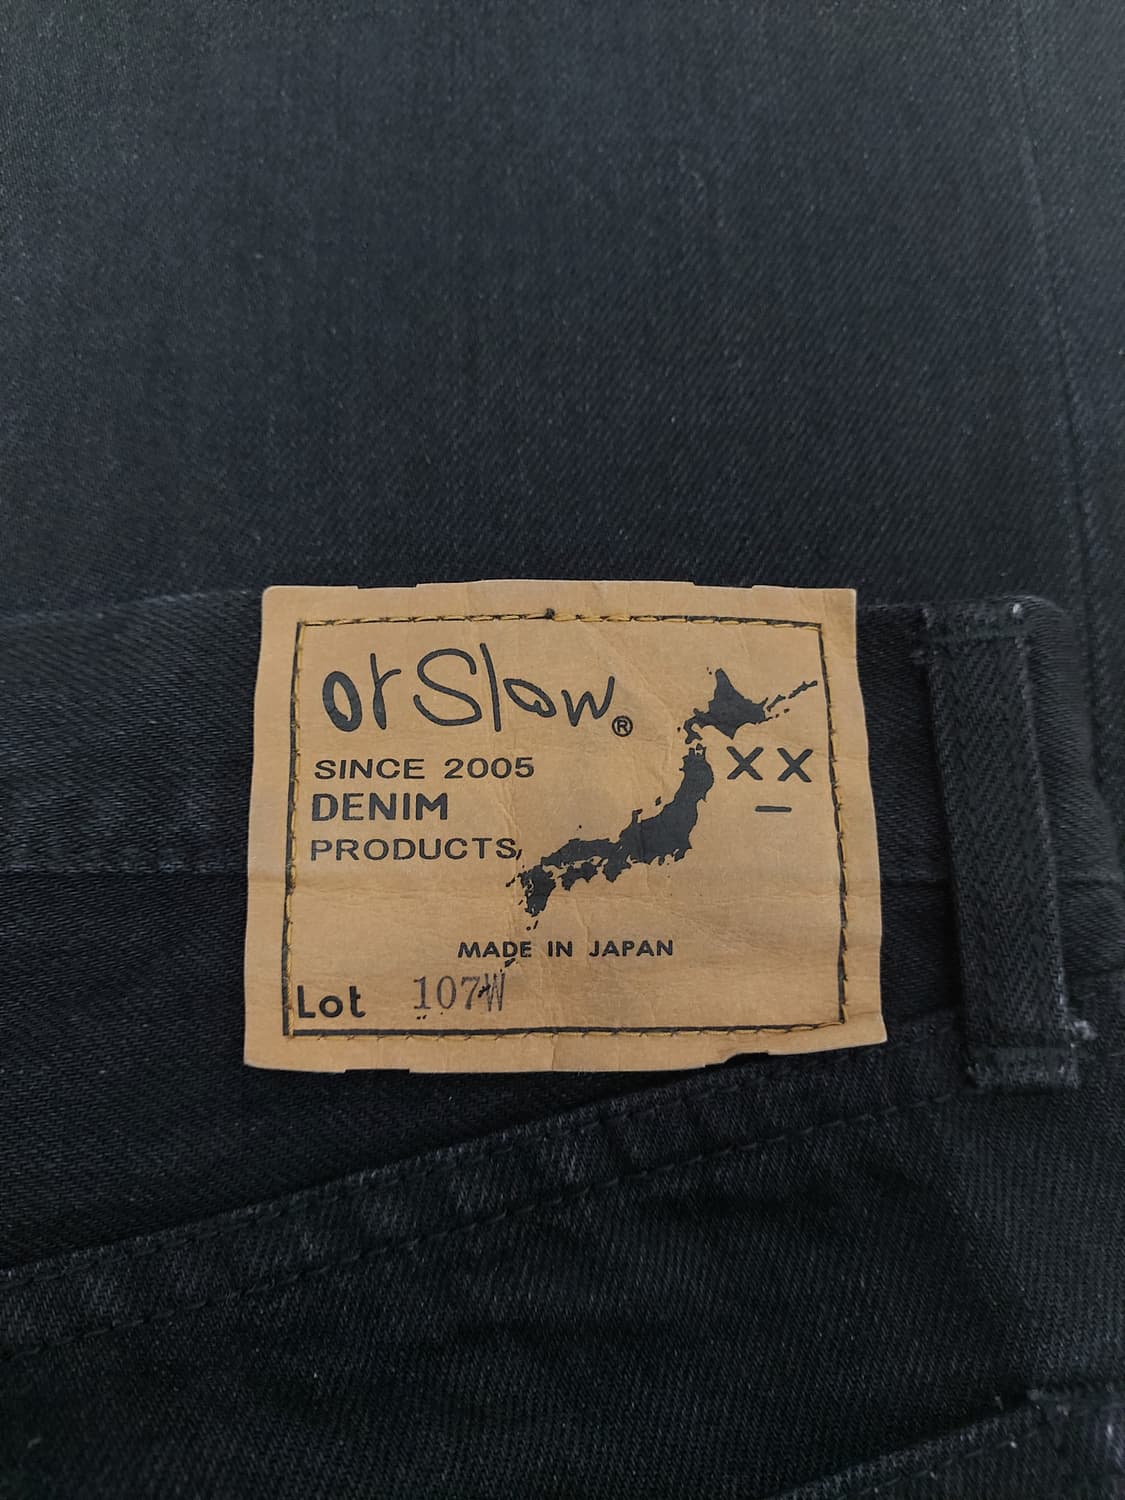 orSlow®
SINCE 2005
DENIM
PRODUCTS,
XX
MADE IN JAPAN
Lot 107W